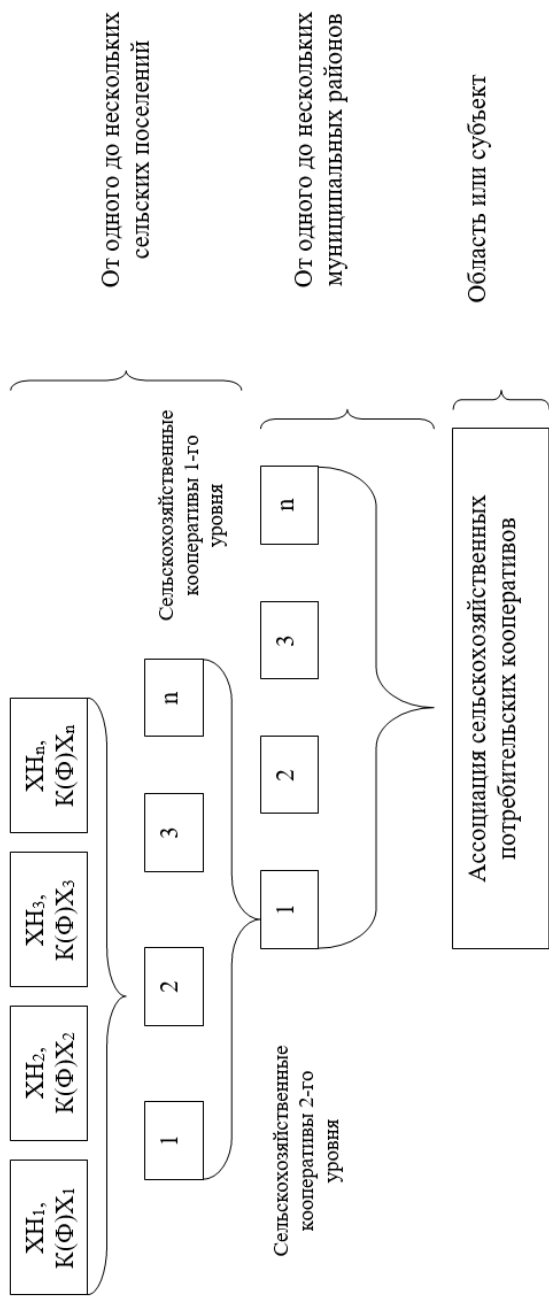 ХН₁,
К(Ф)Х₁
ХН₂,
К(Ф)Х₂
ХН₃,
К(Ф)Х₃
ХНₙ,
К(Ф)Хₙ
От одного до нескольких
сельских поселений
1
2
3
n
Сельскохозяйственные
кооперативы 1-го
уровня
Сельскохозяйственные
кооперативы 2-го
уровня
1
2
3
n
От одного до нескольких
муниципальных районов
Ассоциация сельскохозяйственных
потребительских кооперативов
Область или субъект